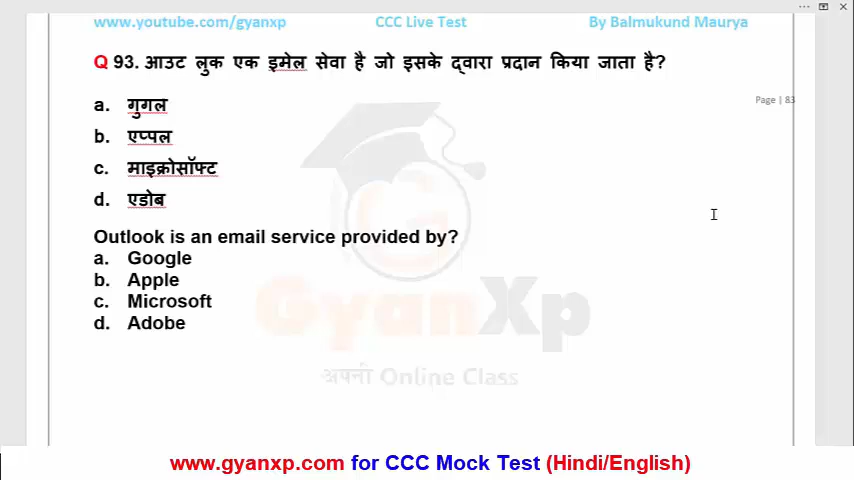 www.youtube.com/gyanxp CCC Live Test By Balmukund Maurya
Q 93. आउट लुक एक इमेल सेवा है जो इसके द्वारा प्रदान किया जाता है?
Page | 83
a. गुगल
b. एप्पल
c. माइक्रोसॉफ्ट
d. एडोब
Outlook is an email service provided by?
a. Google
b. Apple
c. Microsoft
d. Adobe
GyanXp
अपनी Online Class
www.gyanxp.com for CCC Mock Test (Hindi/English)